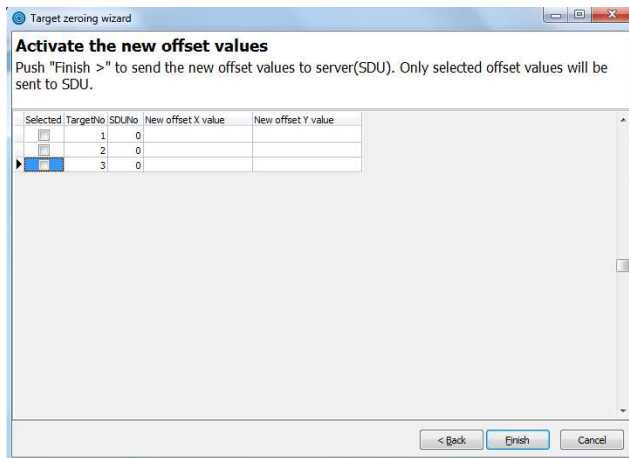 Target zeroing wizard
Activate the new offset values
Push "Finish >" to send the new offset values to server(SDU). Only selected offset values will be
sent to SDU.
Selected TargetNo SDUNo New offset X value New offset Y value
1 0
2 0
3 0
< Back Finish Cancel